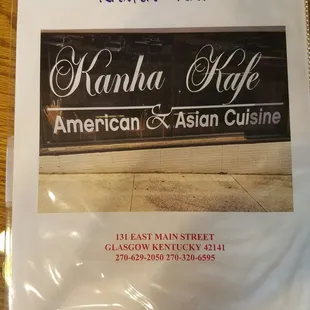 Kanha Kafe
American & Asian Cuisine
131 EAST MAIN STREET
GLASGOW KENTUCKY 42141
270-629-2050 270-320-6595